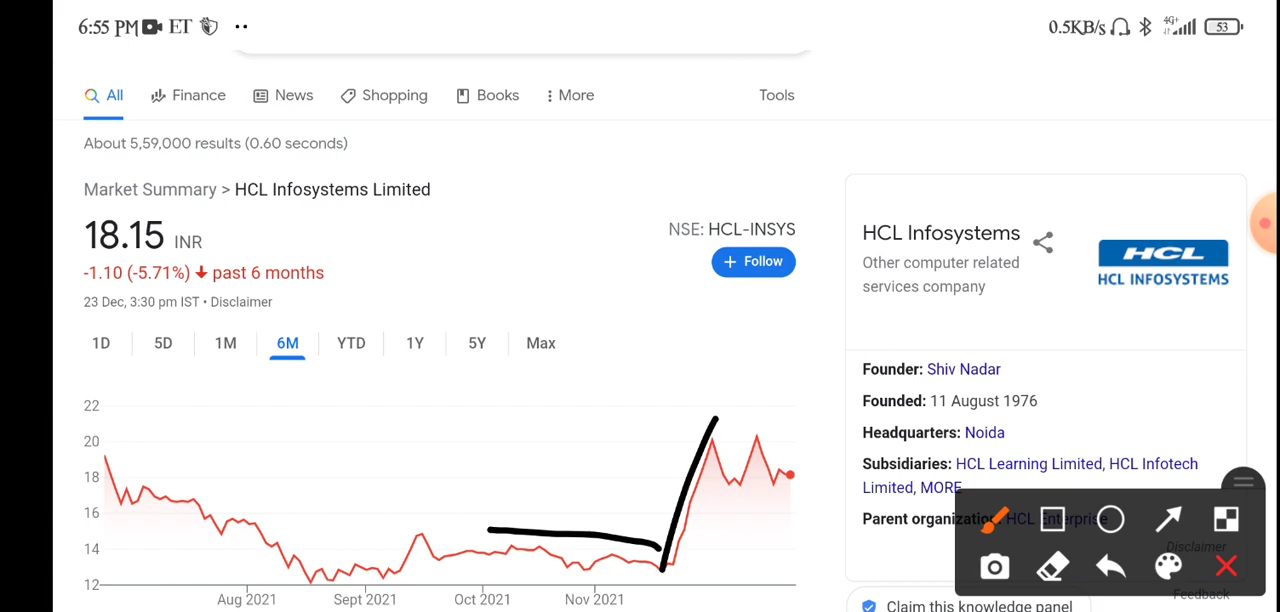 6:55 PM ET 0.5KB/s 4G+ 53
All Finance News Shopping Books More Tools
About 5,59,000 results (0.60 seconds)
Market Summary > HCL Infosystems Limited
18.15 INR
NSE: HCL-INSYS
+ Follow
-1.10 (-5.71%) past 6 months
23 Dec, 3:30 pm IST • Disclaimer
1D 5D 1M 6M YTD 1Y 5Y Max
22
20
18
16
14
12
Aug 2021 Sept 2021 Oct 2021 Nov 2021
HCL Infosystems
Other computer related
services company
HCL
HCL INFOSYSTEMS
Founder: Shiv Nadar
Founded: 11 August 1976
Headquarters: Noida
Subsidiaries: HCL Learning Limited, HCL Infotech
Limited, MORE
Parent organization: HCL Enterprise
Disclaimer
Feedback
Claim this knowledge panel